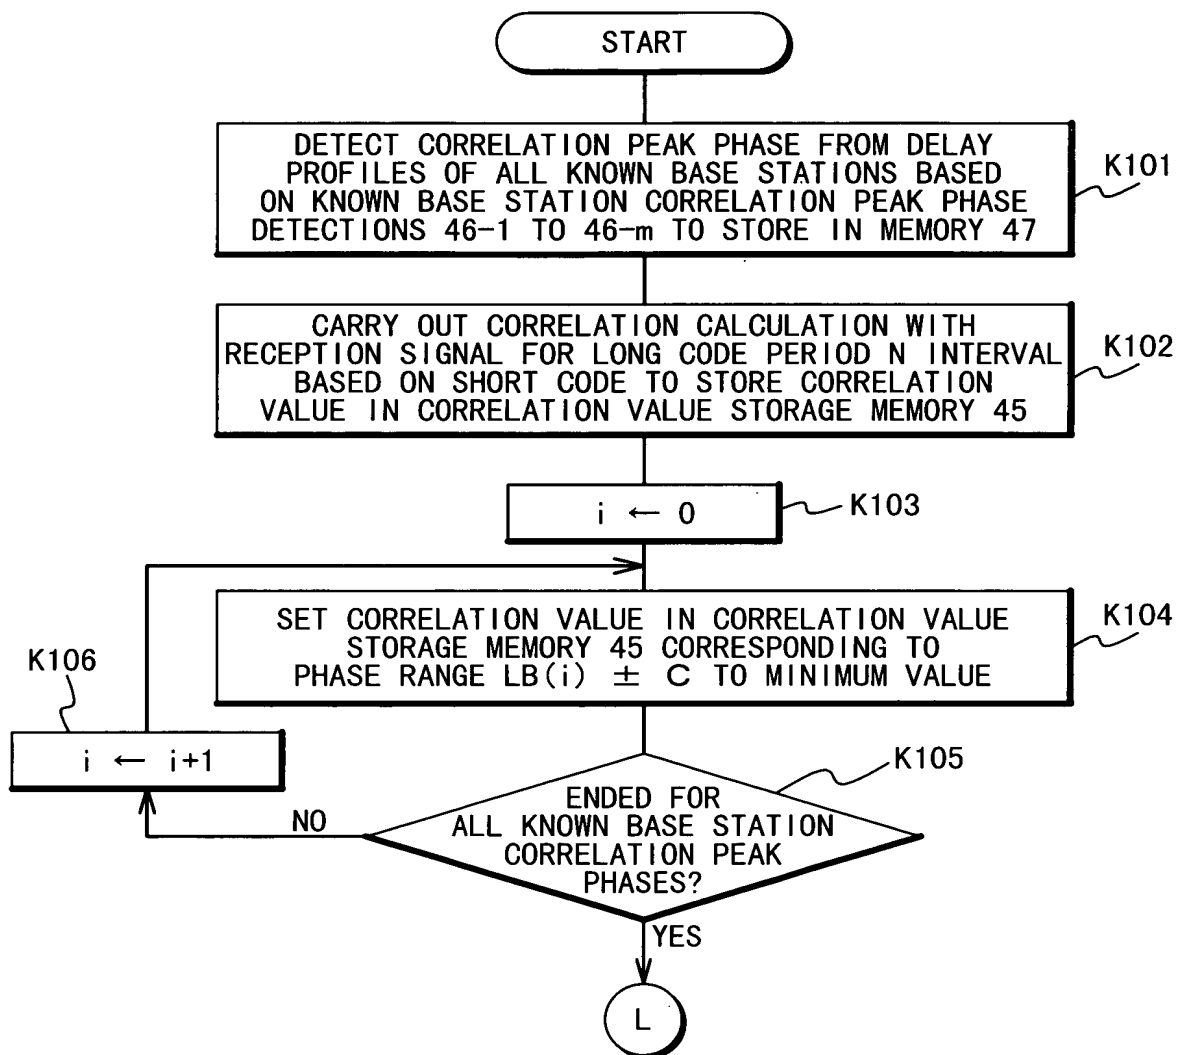 START
DETECT CORRELATION PEAK PHASE FROM DELAY
PROFILES OF ALL KNOWN BASE STATIONS BASED
ON KNOWN BASE STATION CORRELATION PEAK PHASE
DETECTIONS 46-1 TO 46-m TO STORE IN MEMORY 47
K101
CARRY OUT CORRELATION CALCULATION WITH
RECEPTION SIGNAL FOR LONG CODE PERIOD N INTERVAL
BASED ON SHORT CODE TO STORE CORRELATION
VALUE IN CORRELATION VALUE STORAGE MEMORY 45
K102
i ← 0
K103
SET CORRELATION VALUE IN CORRELATION VALUE
STORAGE MEMORY 45 CORRESPONDING TO
PHASE RANGE LB(i) ± C TO MINIMUM VALUE
K104
K106
i ← i+1
K105
ENDED FOR
ALL KNOWN BASE STATION
CORRELATION PEAK
PHASES?
NO
YES
L